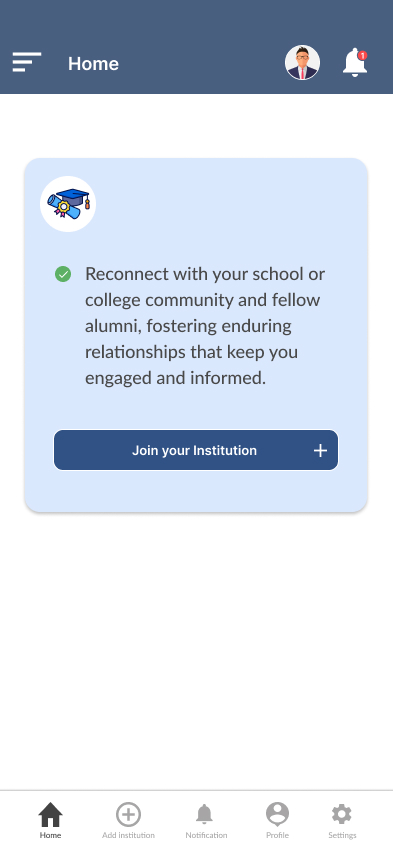 Home
1
Reconnect with your school or
college community and fellow
alumni, fostering enduring
relationships that keep you
engaged and informed.
Join your Institution
Home
Add institution
Notification
Profile
Settings